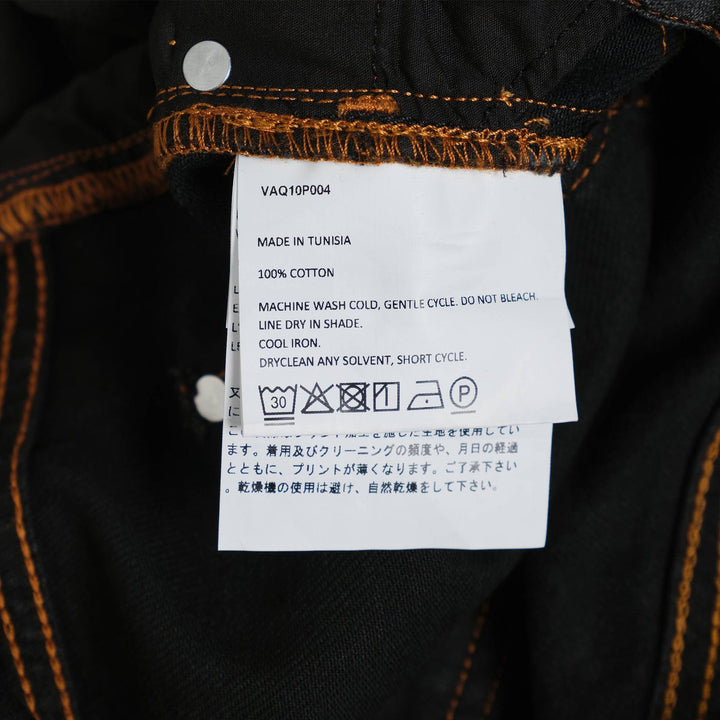 VAQ10P004
MADE IN TUNISIA
100% COTTON
MACHINE WASH COLD, GENTLE CYCLE. DO NOT BLEACH.
LINE DRY IN SHADE.
COOL IRON.
DRYCLEAN ANY SOLVENT, SHORT CYCLE.
30
P
ます。着用及びクリーニングの頻度や、月日の経過
とともに、プリントが薄くなります。ご了承下さい
。乾燥機の使用は避け、自然乾燥をして下さい。